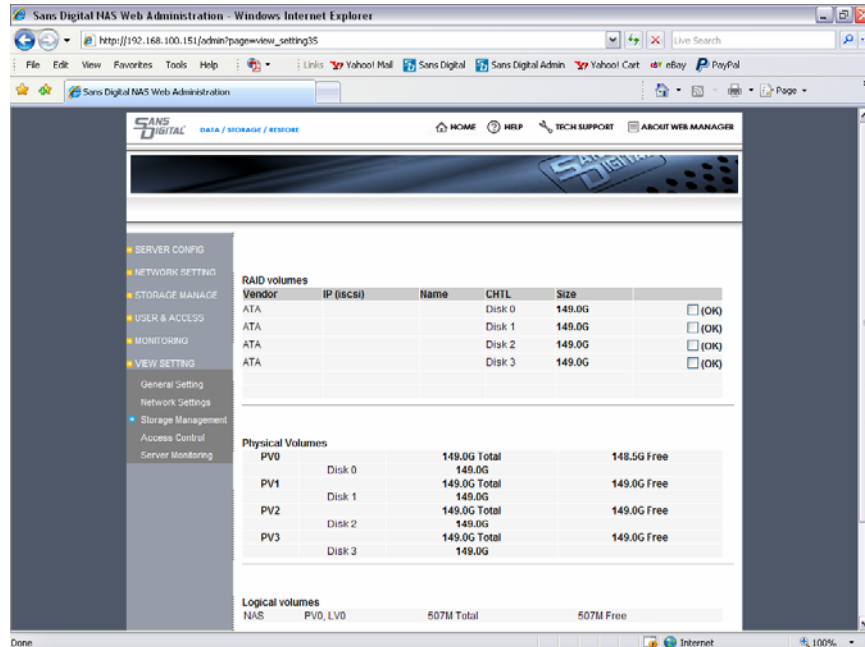 Sans Digital NAS Web Administration - Windows Internet Explorer
http://192.168.100.151/admin?page=view_setting35
Live Search
File Edit View Favorites Tools Help
Links Yahoo! Mail Sans Digital Sans Digital Admin Yahoo! Cart eBay PayPal
Sans Digital NAS Web Administration
Page
SANS DIGITAL DATA / STORAGE / RESTORE
HOME HELP TECH SUPPORT ABOUT WEB MANAGER
SANS DIGITAL
SERVER CONFIG
NETWORK SETTING
STORAGE MANAGE
USER & ACCESS
MONITORING
VIEW SETTING
General Setting
Network Settings
Storage Management
Access Control
Server Monitoring
RAID volumes
Vendor IP (iscsi) Name CHTL Size
ATA Disk 0 149.0G (OK)
ATA Disk 1 149.0G (OK)
ATA Disk 2 149.0G (OK)
ATA Disk 3 149.0G (OK)
Physical Volumes
PV0 149.0G Total 148.5G Free
Disk 0 149.0G
PV1 149.0G Total 149.0G Free
Disk 1 149.0G
PV2 149.0G Total 149.0G Free
Disk 2 149.0G
PV3 149.0G Total 149.0G Free
Disk 3 149.0G
Logical volumes
NAS PV0, LV0 507M Total 507M Free
Done
Internet
100%